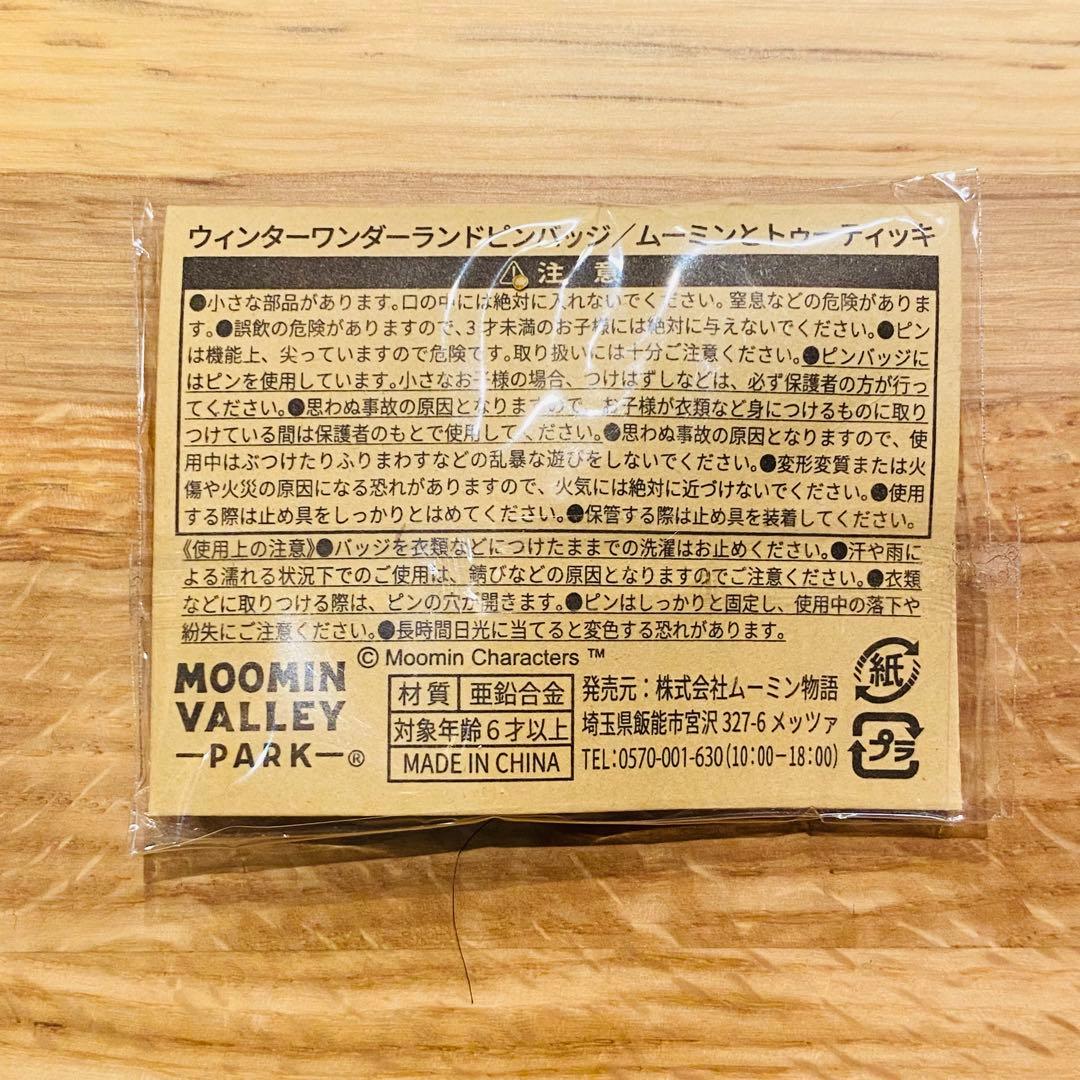 ウィンターワンダーランドピンバッジ/ムーミンとトゥーティッキ
⚠注 意
●小さな部品があります。口の中には絶対に入れないでください。窒息などの危険がありま
す。●誤飲の危険がありますので、3才未満のお子様には絶対に与えないでください。●ピン
は機能上、尖っていますので危険です。取り扱いには十分ご注意ください。●ピンバッジに
はピンを使用しています。小さなお子様の場合、つけはずしなどは、必ず保護者の方が行っ
てください。●思わぬ事故の原因となりますので、お子様が衣類など身につけるものに取り
つけている間は保護者のもとで使用してください。●思わぬ事故の原因となりますので、使
用中はぶつけたりふりまわすなどの乱暴な遊びをしないでください。●変形変質または火
傷や火災の原因になる恐れがありますので、火気には絶対に近づけないでください。●使用
する際は止め具をしっかりとはめてください。●保管する際は止め具を装着してください。
《使用上の注意》●バッジを衣類などにつけたままでの洗濯はお止めください。●汗や雨に
よる濡れる状況下でのご使用は、錆びなどの原因となりますのでご注意ください。●衣類
などに取りつける際は、ピンの穴が開きます。●ピンはしっかりと固定し、使用中の落下や
紛失にご注意ください。●長時間日光に当てると変色する恐れがあります。
© Moomin Characters ™
MOOMIN
VALLEY
—PARK—®
材質 亜鉛合金
対象年齢6才以上
MADE IN CHINA
発売元:株式会社ムーミン物語
埼玉県飯能市宮沢 327-6 メッツァ
TEL:0570-001-630(10:00-18:00)
紙
プラ